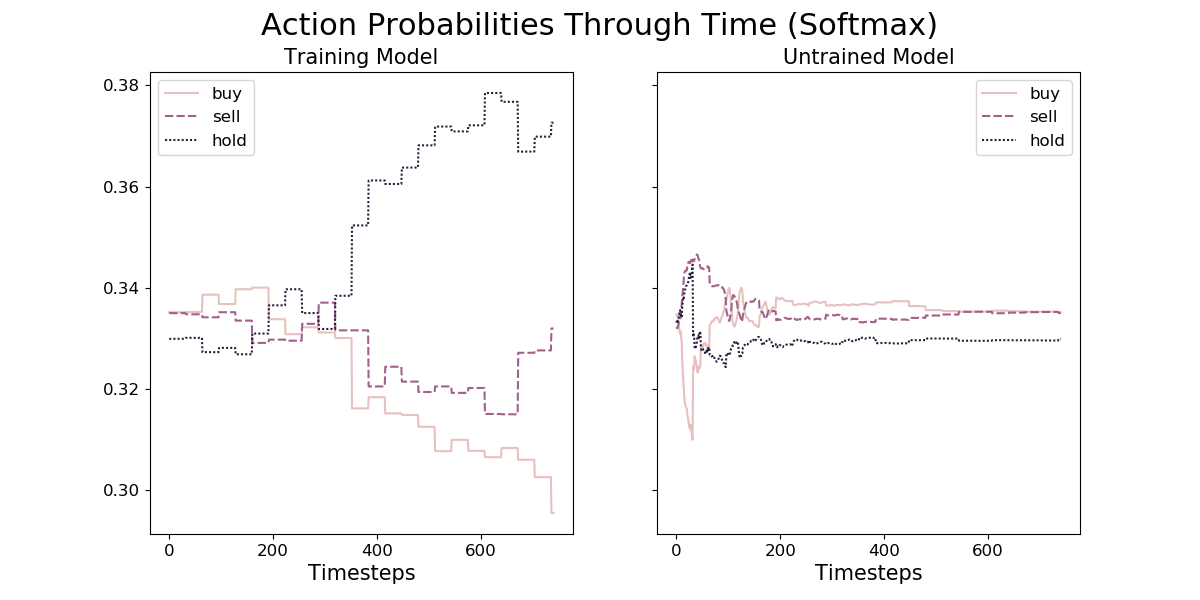 Action Probabilities Through Time (Softmax)
Training Model
Untrained Model
buy
sell
hold
buy
sell
hold
0.38
0.36
0.34
0.32
0.30
0 200 400 600
0 200 400 600
Timesteps
Timesteps